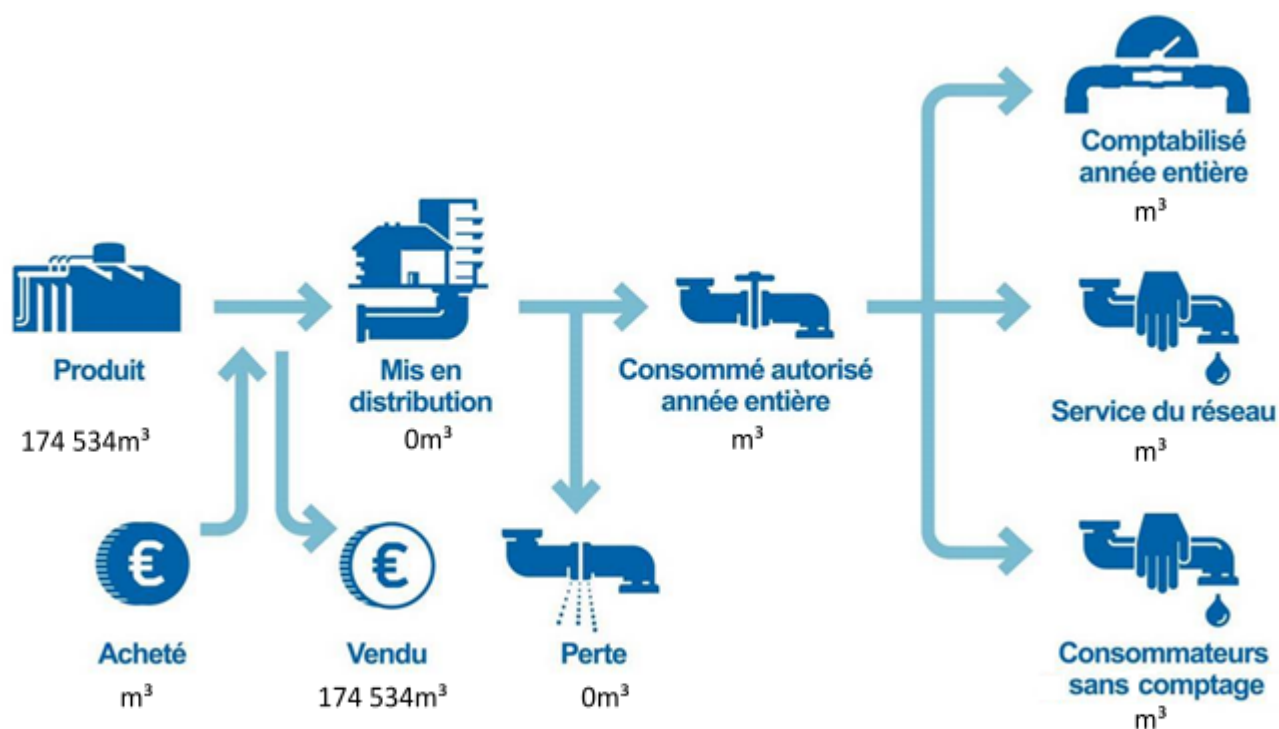 Comptabilisé
année entière
m³
Produit
174 534m³
Mis en
distribution
0m³
Consommé autorisé
année entière
m³
Service du réseau
m³
€
Acheté
m³
€
Vendu
174 534m³
Perte
0m³
Consommateurs
sans comptage
m³